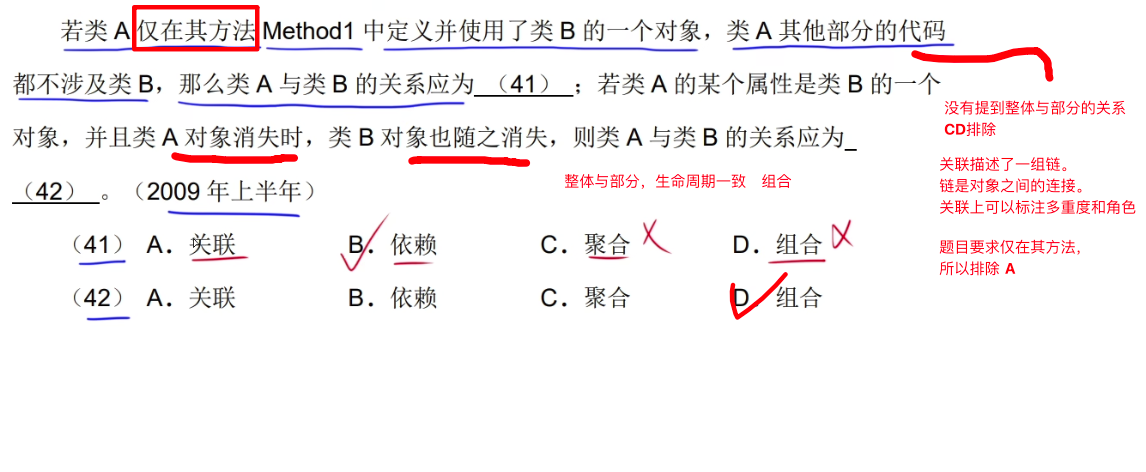 若类 A 仅在其方法 Method1 中定义并使用了类 B 的一个对象，类 A 其他部分的代码
都不涉及类 B，那么类 A 与类 B 的关系应为 （41） ；若类 A 的某个属性是类 B 的一个
对象，并且类 A 对象消失时，类 B 对象也随之消失，则类 A 与类 B 的关系应为
（42） 。（2009 年上半年）
整体与部分，生命周期一致 组合
（41） A．关联 B．依赖 C．聚合 D．组合
（42） A．关联 B．依赖 C．聚合 D．组合
没有提到整体与部分的关系
CD排除
关联描述了一组链。
链是对象之间的连接。
关联上可以标注多重度和角色
题目要求仅在其方法，
所以排除 A